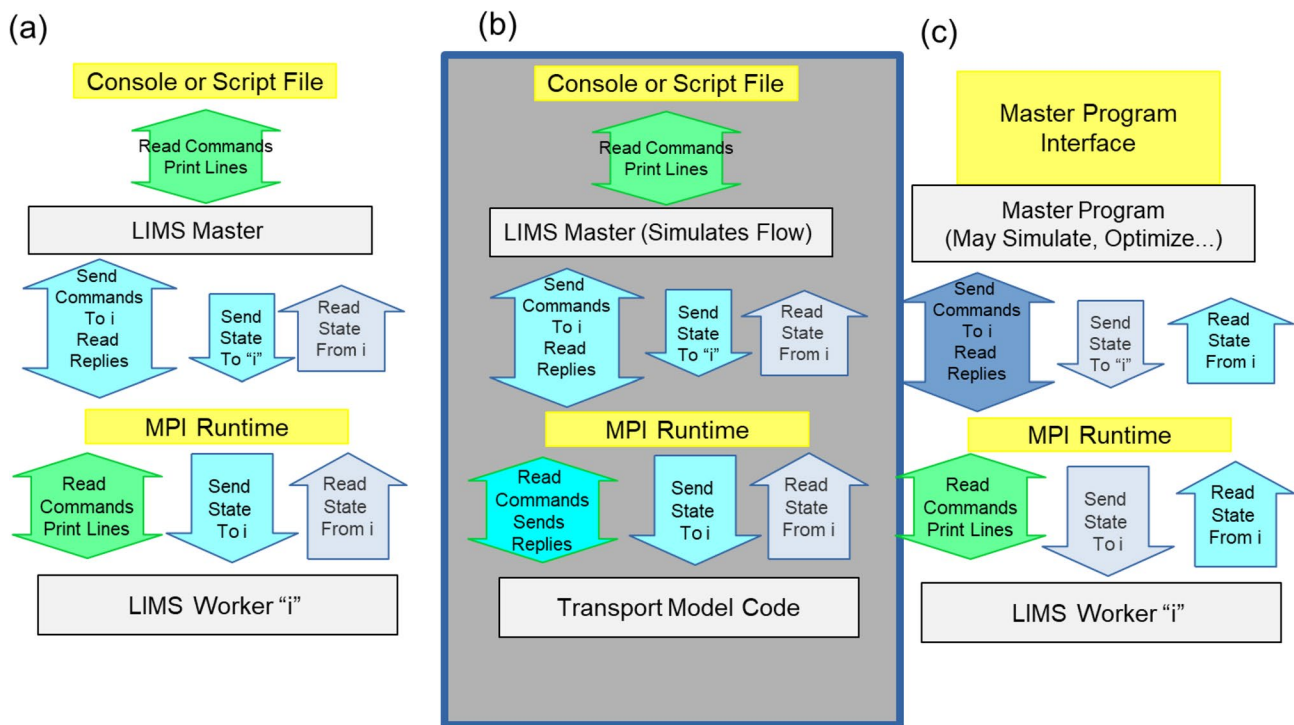 (a)
Console or Script File
Read Commands
Print Lines
LIMS Master
Send
Commands
To i
Read
Replies
Send
State
To “i”
Read
State
From i
MPI Runtime
Read
Commands
Print Lines
Send
State
To i
Read
State
From i
LIMS Worker “i”
(b)
Console or Script File
Read Commands
Print Lines
LIMS Master (Simulates Flow)
Send
Commands
To i
Read
Replies
Send
State
To “i”
Read
State
From i
MPI Runtime
Read
Commands
Sends
Replies
Send
State
To i
Read
State
From i
Transport Model Code
(c)
Master Program
Interface
Master Program
(May Simulate, Optimize…)
Send
Commands
To i
Read
Replies
Send
State
To “i”
Read
State
From i
MPI Runtime
Read
Commands
Print Lines
Send
State
To i
Read
State
From i
LIMS Worker “i”